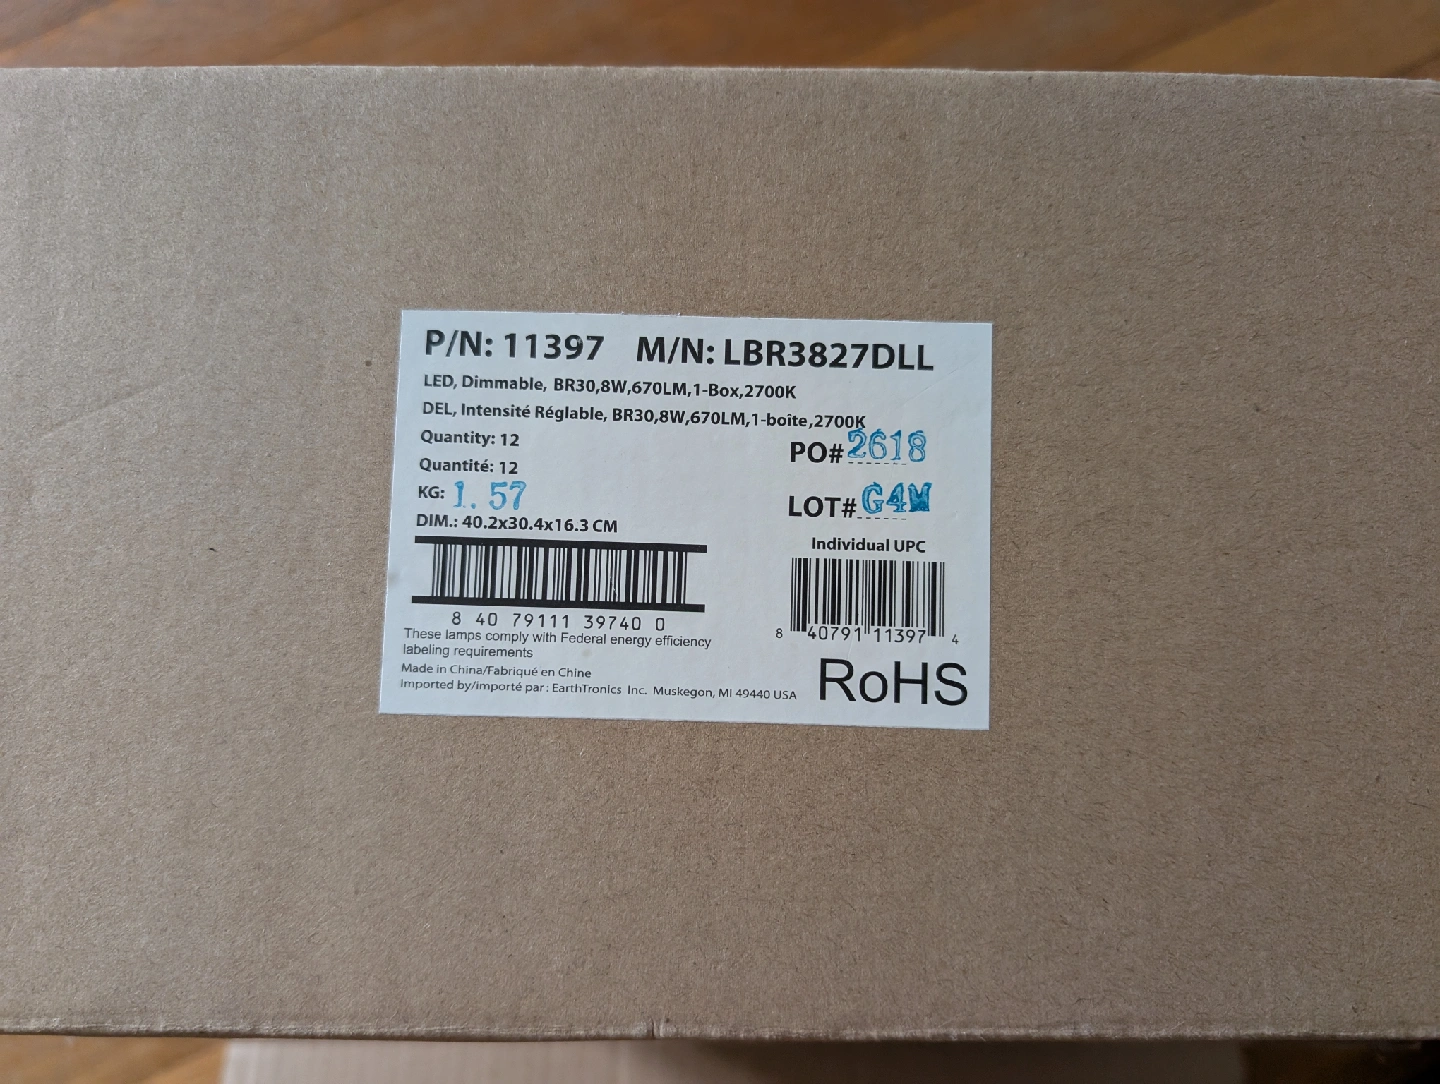 P/N: 11397 M/N: LBR3827DLL
LED, Dimmable, BR30,8W,670LM,1-Box,2700K
DEL, Intensité Réglable, BR30,8W,670LM,1-boîte,2700K
Quantity: 12
Quantité: 12
PO# 2618
KG: 1.57
LOT# G4W
DIM.: 40.2x30.4x16.3 CM
Individual UPC
8 40 79111 39740 0
8 40791 11397 4
These lamps comply with Federal energy efficiency
labeling requirements
Made in China/Fabriqué en Chine
Imported by/importé par: EarthTronics Inc. Muskegon, MI 49440 USA
RoHS